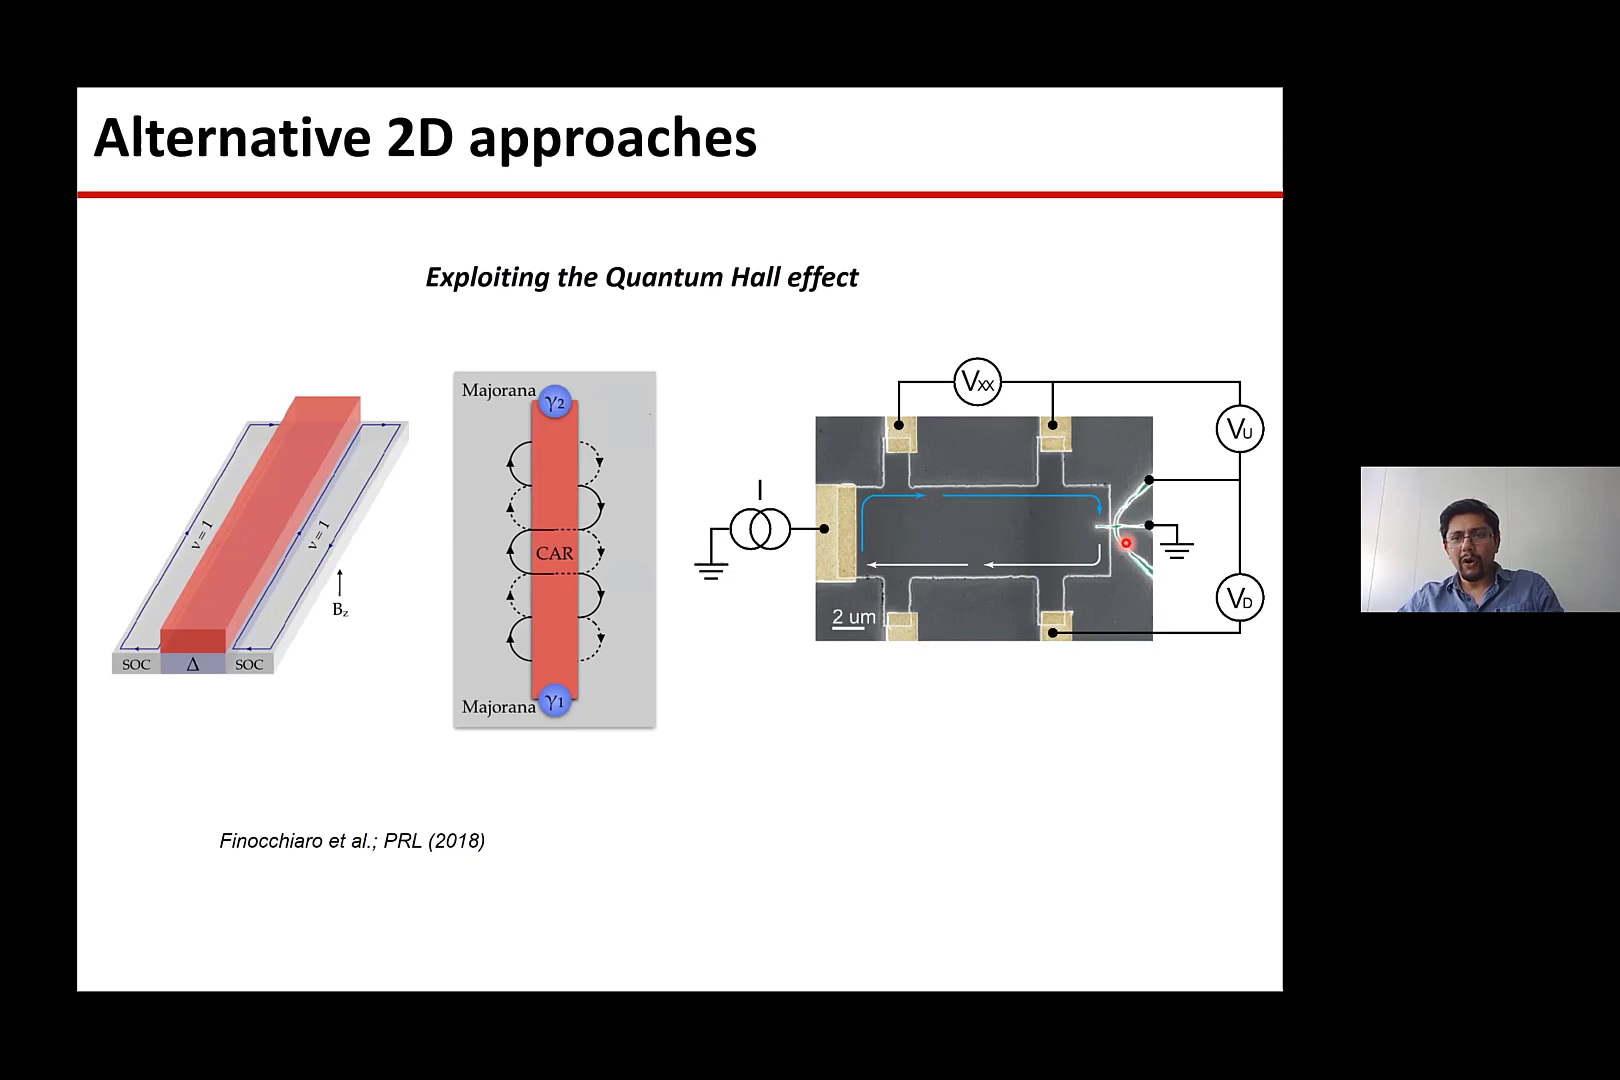 Alternative 2D approaches
Exploiting the Quantum Hall effect
ν = 1
ν = 1
B_z
SOC
Δ
SOC
Majorana
γ2
CAR
Majorana
γ1
I
V_XX
V_U
V_D
2 um
Finocchiaro et al.; PRL (2018)